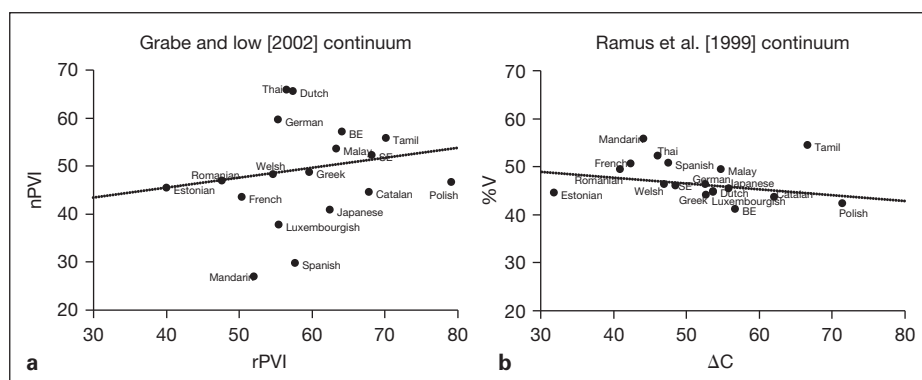 Grabe and low [2002] continuum
nPVI
70
60
50
40
30
20
30
40
50
60
70
80
rPVI
Thai
Dutch
German
BE
Tamil
Malay
SE
Welsh
Greek
Romanian
Estonian
French
Catalan
Polish
Japanese
Luxembourgish
Spanish
Mandarin
a
Ramus et al. [1999] continuum
%V
70
60
50
40
30
20
30
40
50
60
70
80
ΔC
Mandarin
Tamil
Thai
French
Spanish
Malay
Romanian
German
Japanese
Estonian
Welsh
SE
Dutch
Catalan
Greek
Luxembourgish
BE
Polish
b